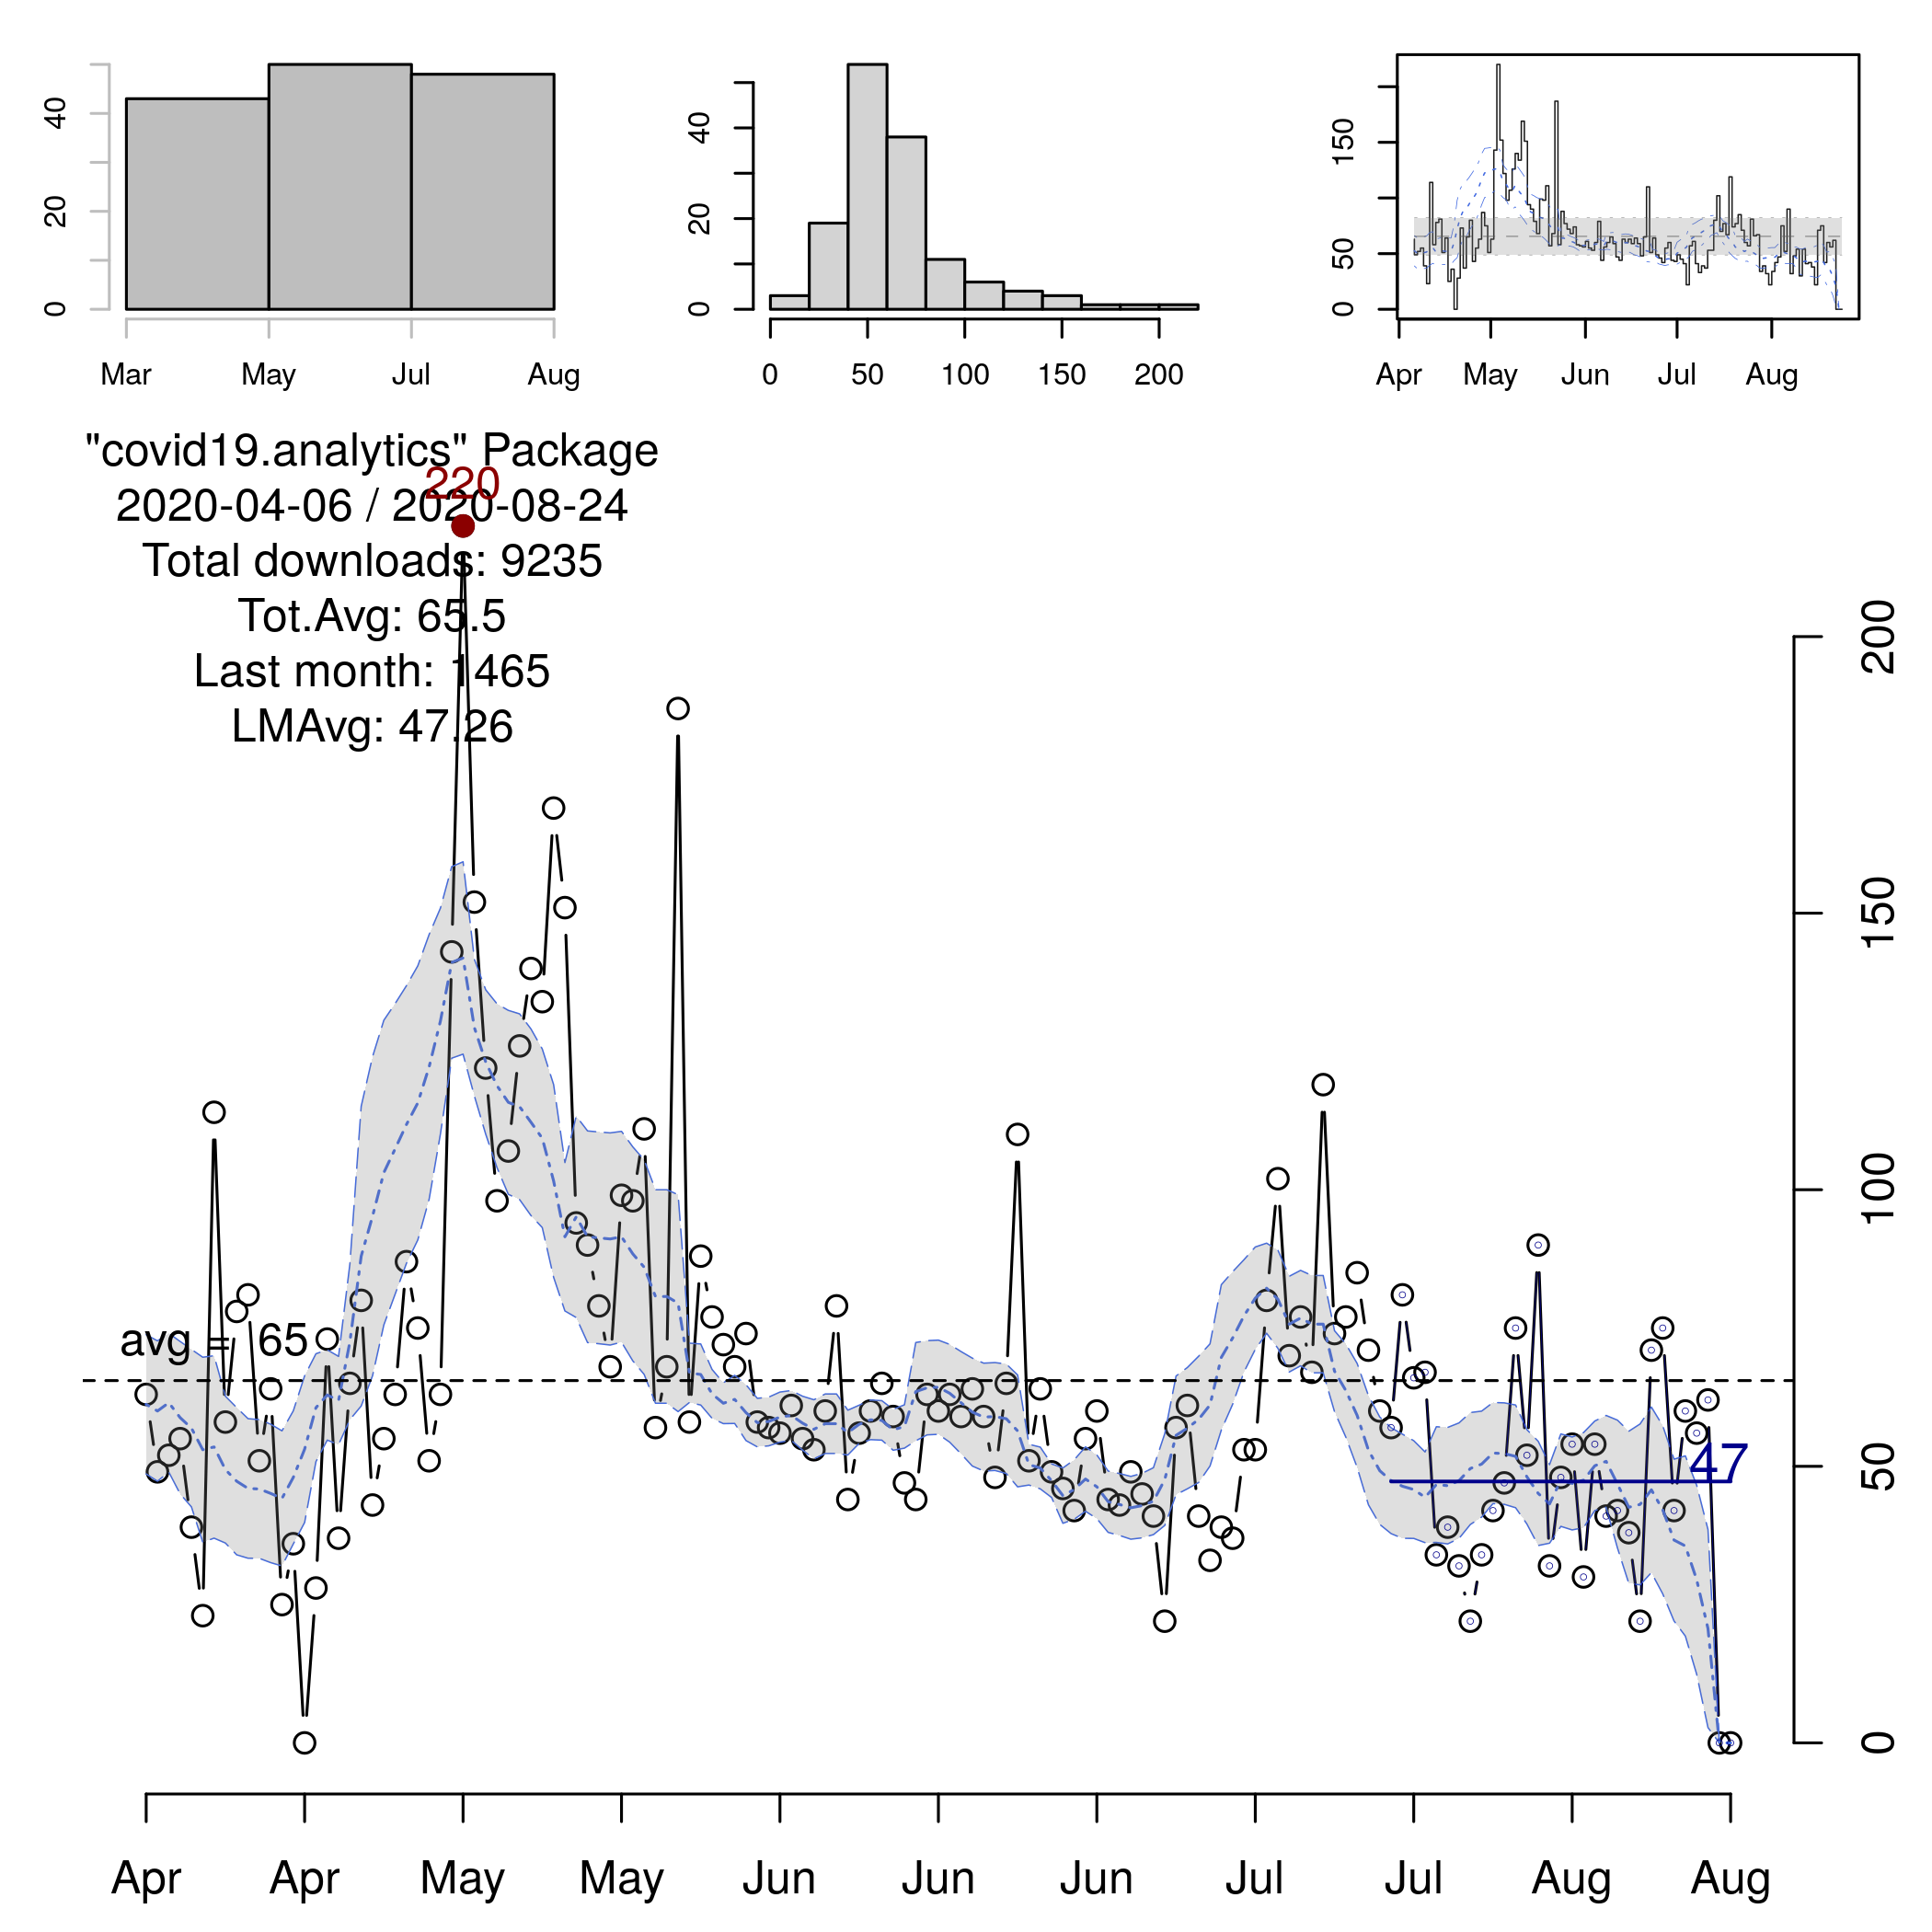 0 20 40
Mar May Jul Aug
0 20 40
0 50 100 150 200
0 50 150
Apr May Jun Jul Aug
"covid19.analytics" Package
220
2020-04-06 / 2020-08-24
Total downloads: 9235
Tot.Avg: 65.5
Last month: 1465
LMAvg: 47.26
avg = 65
47
0 50 100 150 200
Apr Apr May May Jun Jun Jun Jul Jul Aug Aug